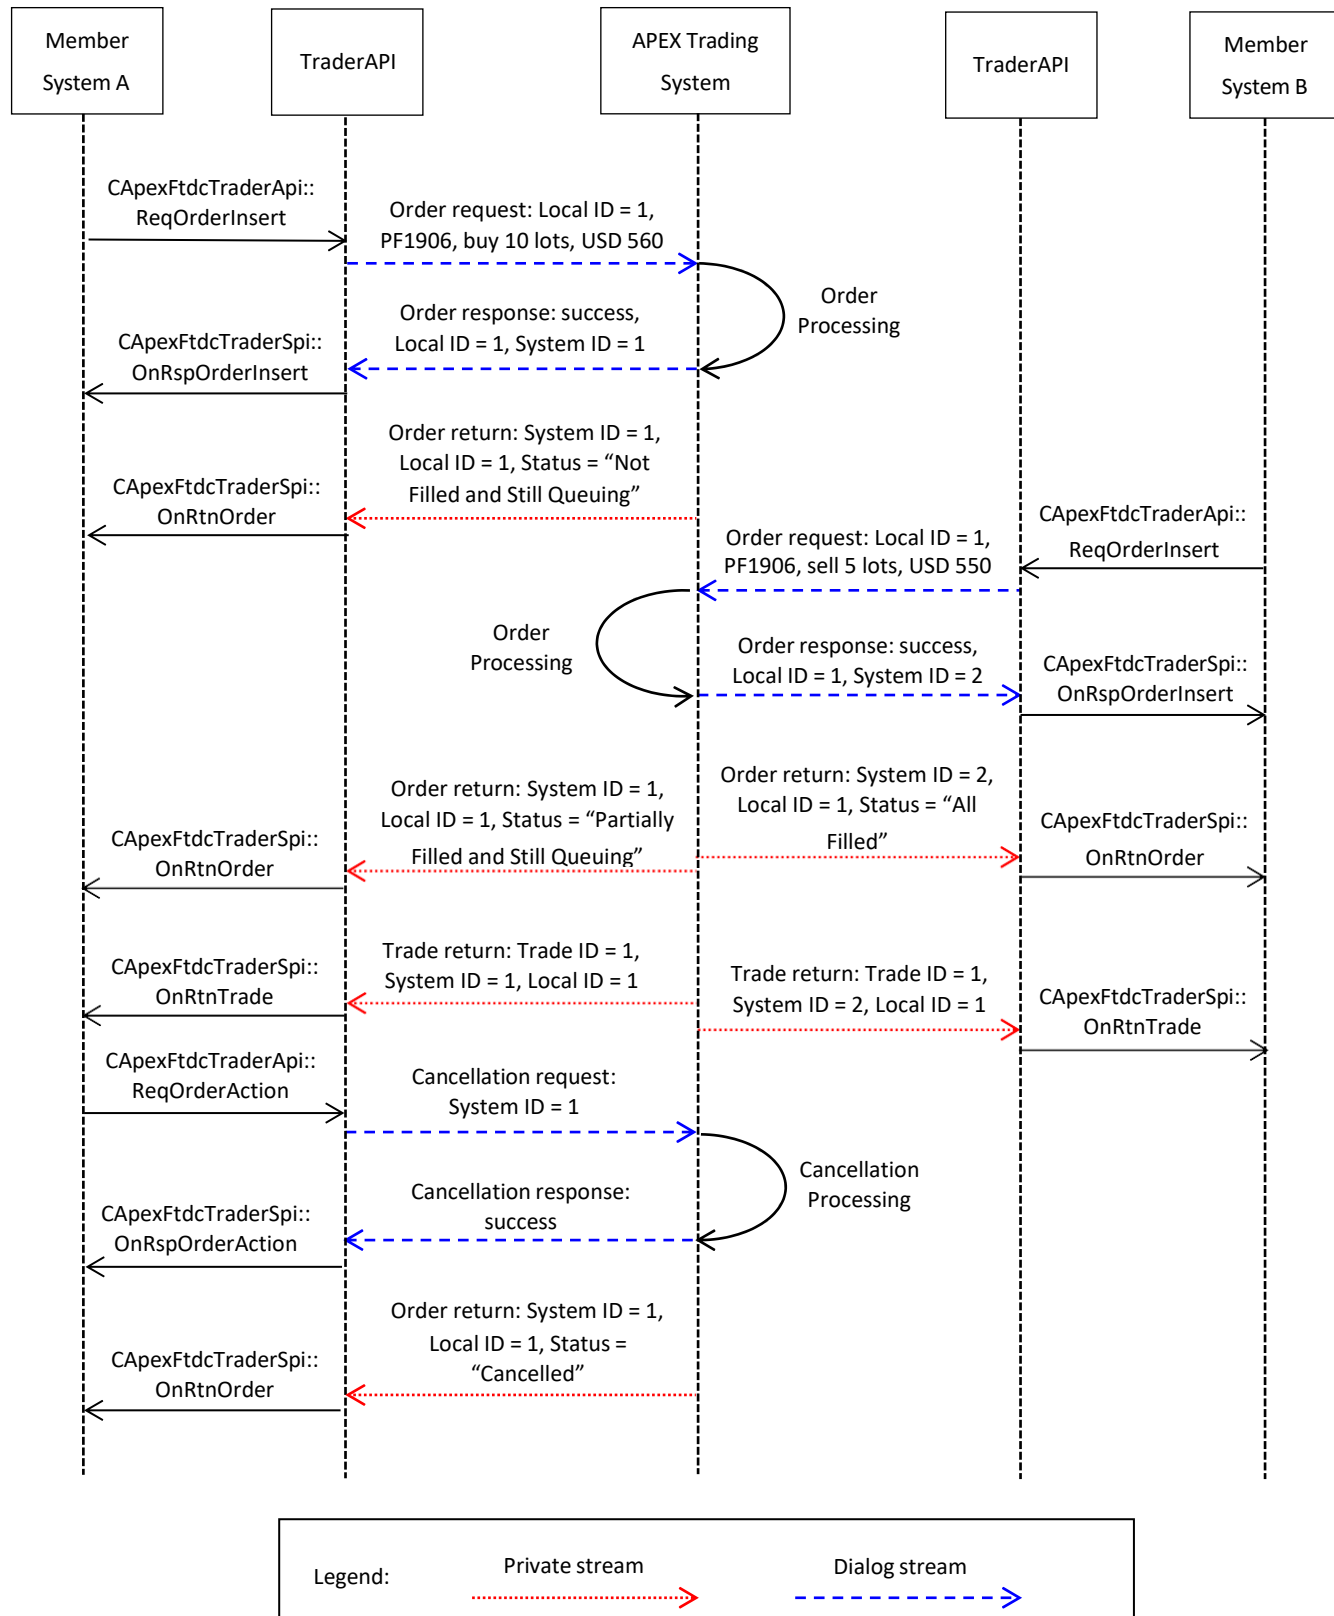 Member
System A
TraderAPI
APEX Trading
System
TraderAPI
Member
System B
CApexFtdcTraderApi::
ReqOrderInsert
Order request: Local ID = 1,
PF1906, buy 10 lots, USD 560
Order
Processing
Order response: success,
Local ID = 1, System ID = 1
CApexFtdcTraderSpi::
OnRspOrderInsert
Order return: System ID = 1,
Local ID = 1, Status = “Not
Filled and Still Queuing”
CApexFtdcTraderSpi::
OnRtnOrder
CApexFtdcTraderApi::
ReqOrderInsert
Order request: Local ID = 1,
PF1906, sell 5 lots, USD 550
Order
Processing
Order response: success,
Local ID = 1, System ID = 2
CApexFtdcTraderSpi::
OnRspOrderInsert
Order return: System ID = 1,
Local ID = 1, Status = “Partially
Filled and Still Queuing”
Order return: System ID = 2,
Local ID = 1, Status = “All
Filled”
CApexFtdcTraderSpi::
OnRtnOrder
CApexFtdcTraderSpi::
OnRtnOrder
CApexFtdcTraderSpi::
OnRtnTrade
Trade return: Trade ID = 1,
System ID = 1, Local ID = 1
Trade return: Trade ID = 1,
System ID = 2, Local ID = 1
CApexFtdcTraderSpi::
OnRtnTrade
CApexFtdcTraderApi::
ReqOrderAction
Cancellation request:
System ID = 1
Cancellation
Processing
Cancellation response:
success
CApexFtdcTraderSpi::
OnRspOrderAction
Order return: System ID = 1,
Local ID = 1, Status =
“Cancelled”
CApexFtdcTraderSpi::
OnRtnOrder
Legend:
Private stream
Dialog stream